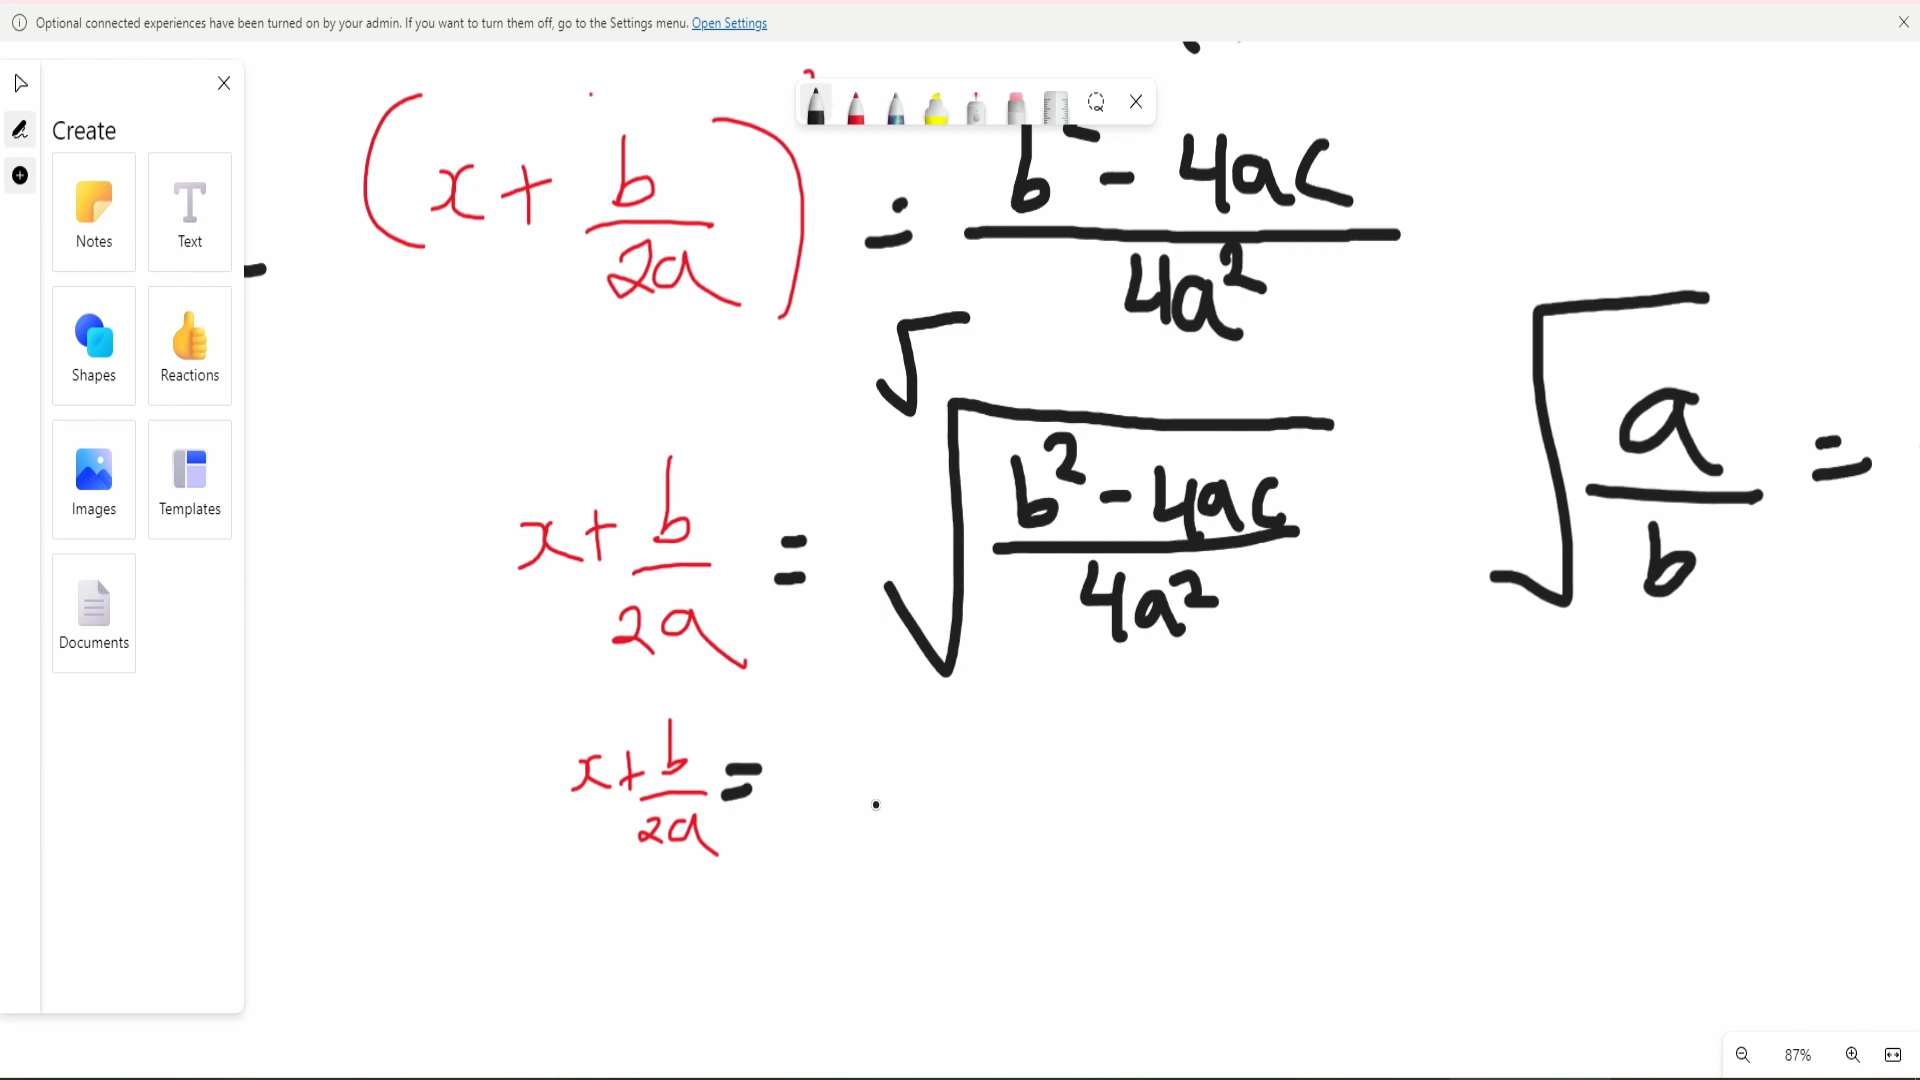 Optional connected experiences have been turned on by your admin. If you want to turn them off, go to the Settings menu. Open Settings
Create
Notes
Text
Shapes
Reactions
Images
Templates
Documents
(x + b/2a)² = (b² - 4ac)/4a²
√
x + b/2a = √((b² - 4ac)/4a²)
√(a/b) =
x + b/2a =
87%